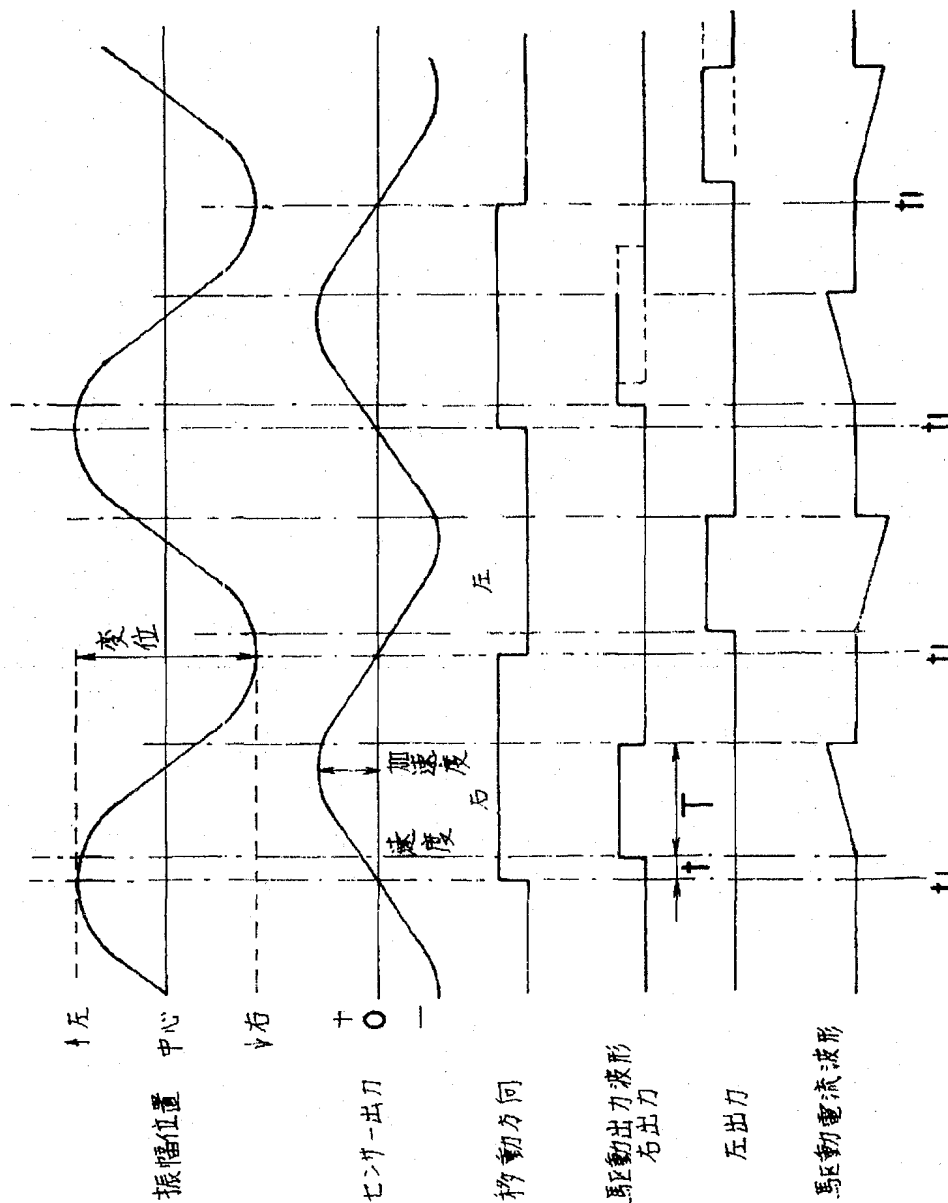 ↑左
中心
↓右
振幅位置
変位
+
0
−
センサー出力
速度
加速度
移動方向
右
左
駆動出力波形
右出力
t
T
左出力
駆動電流波形
t1
t1
t1
t1